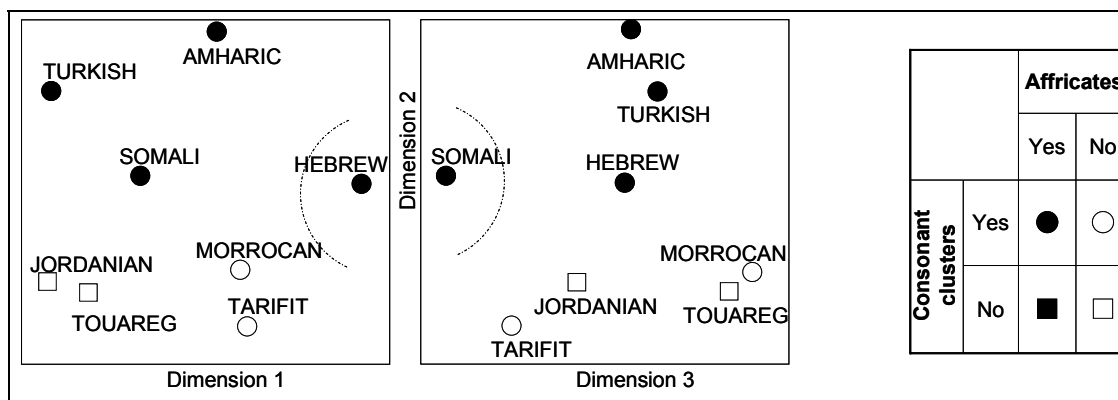 AMHARIC
TURKISH
SOMALI
HEBREW
MORROCAN
JORDANIAN
TOUAREG
TARIFIT
Dimension 1
Dimension 2
AMHARIC
TURKISH
HEBREW
SOMALI
MORROCAN
JORDANIAN
TOUAREG
TARIFIT
Dimension 3
Affricates
Yes No
Consonant
clusters
Yes
No